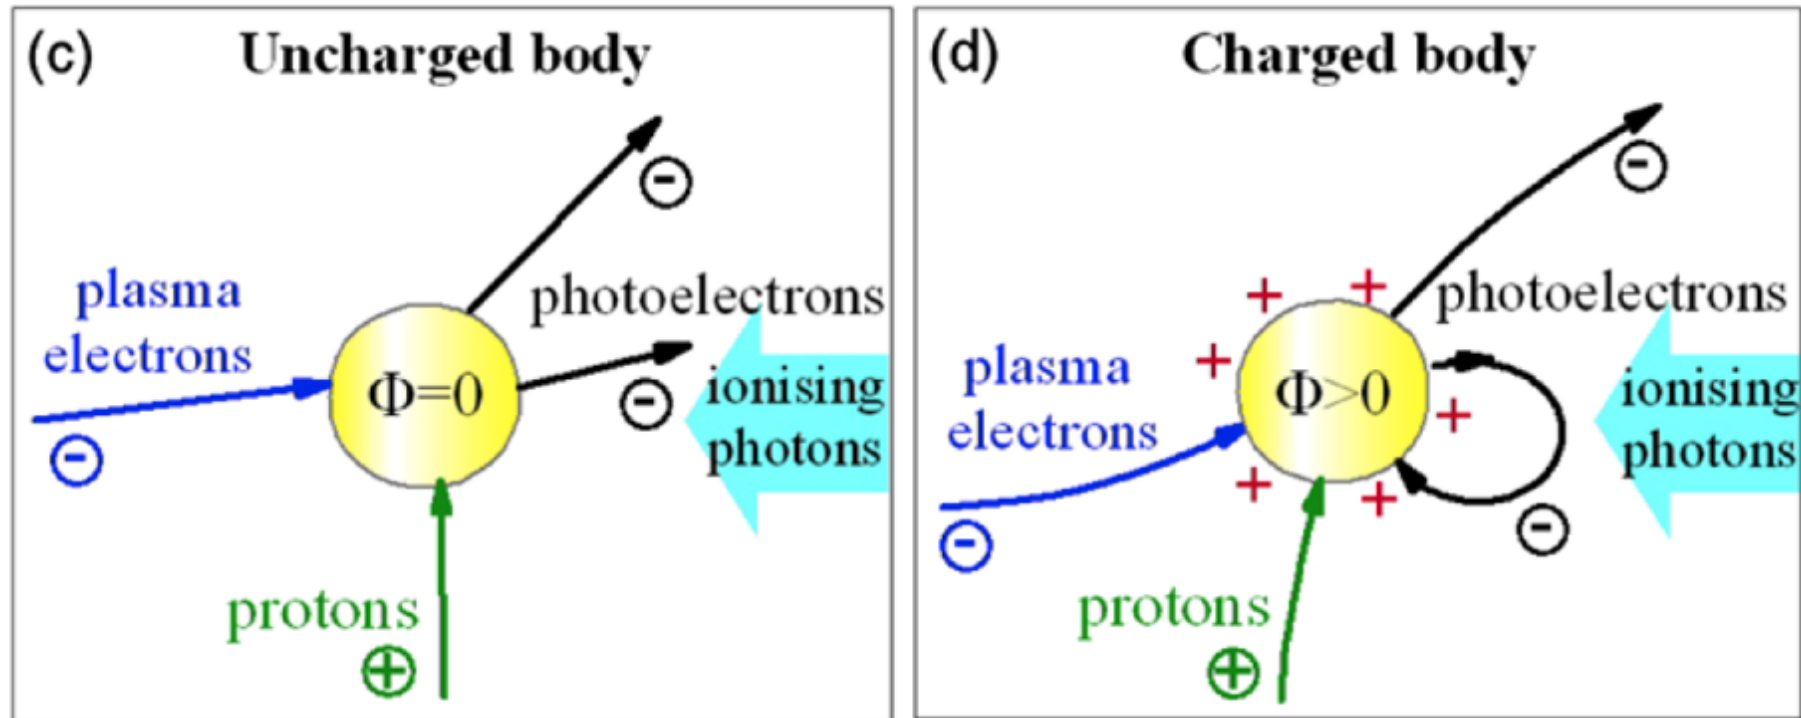 (c) Uncharged body
plasma
electrons
photoelectrons
Φ=0
ionising
photons
protons
(d) Charged body
photoelectrons
plasma
electrons
Φ>0
ionising
photons
protons